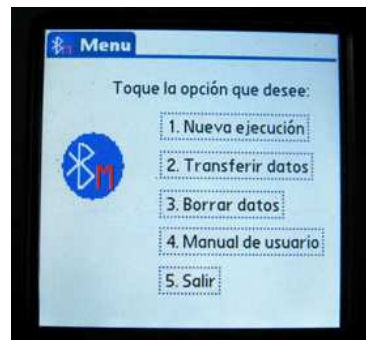 Menu
Toque la opción que desee:
1. Nueva ejecución
M
2. Transferir datos
3. Borrar datos
4. Manual de usuario
5. Salir